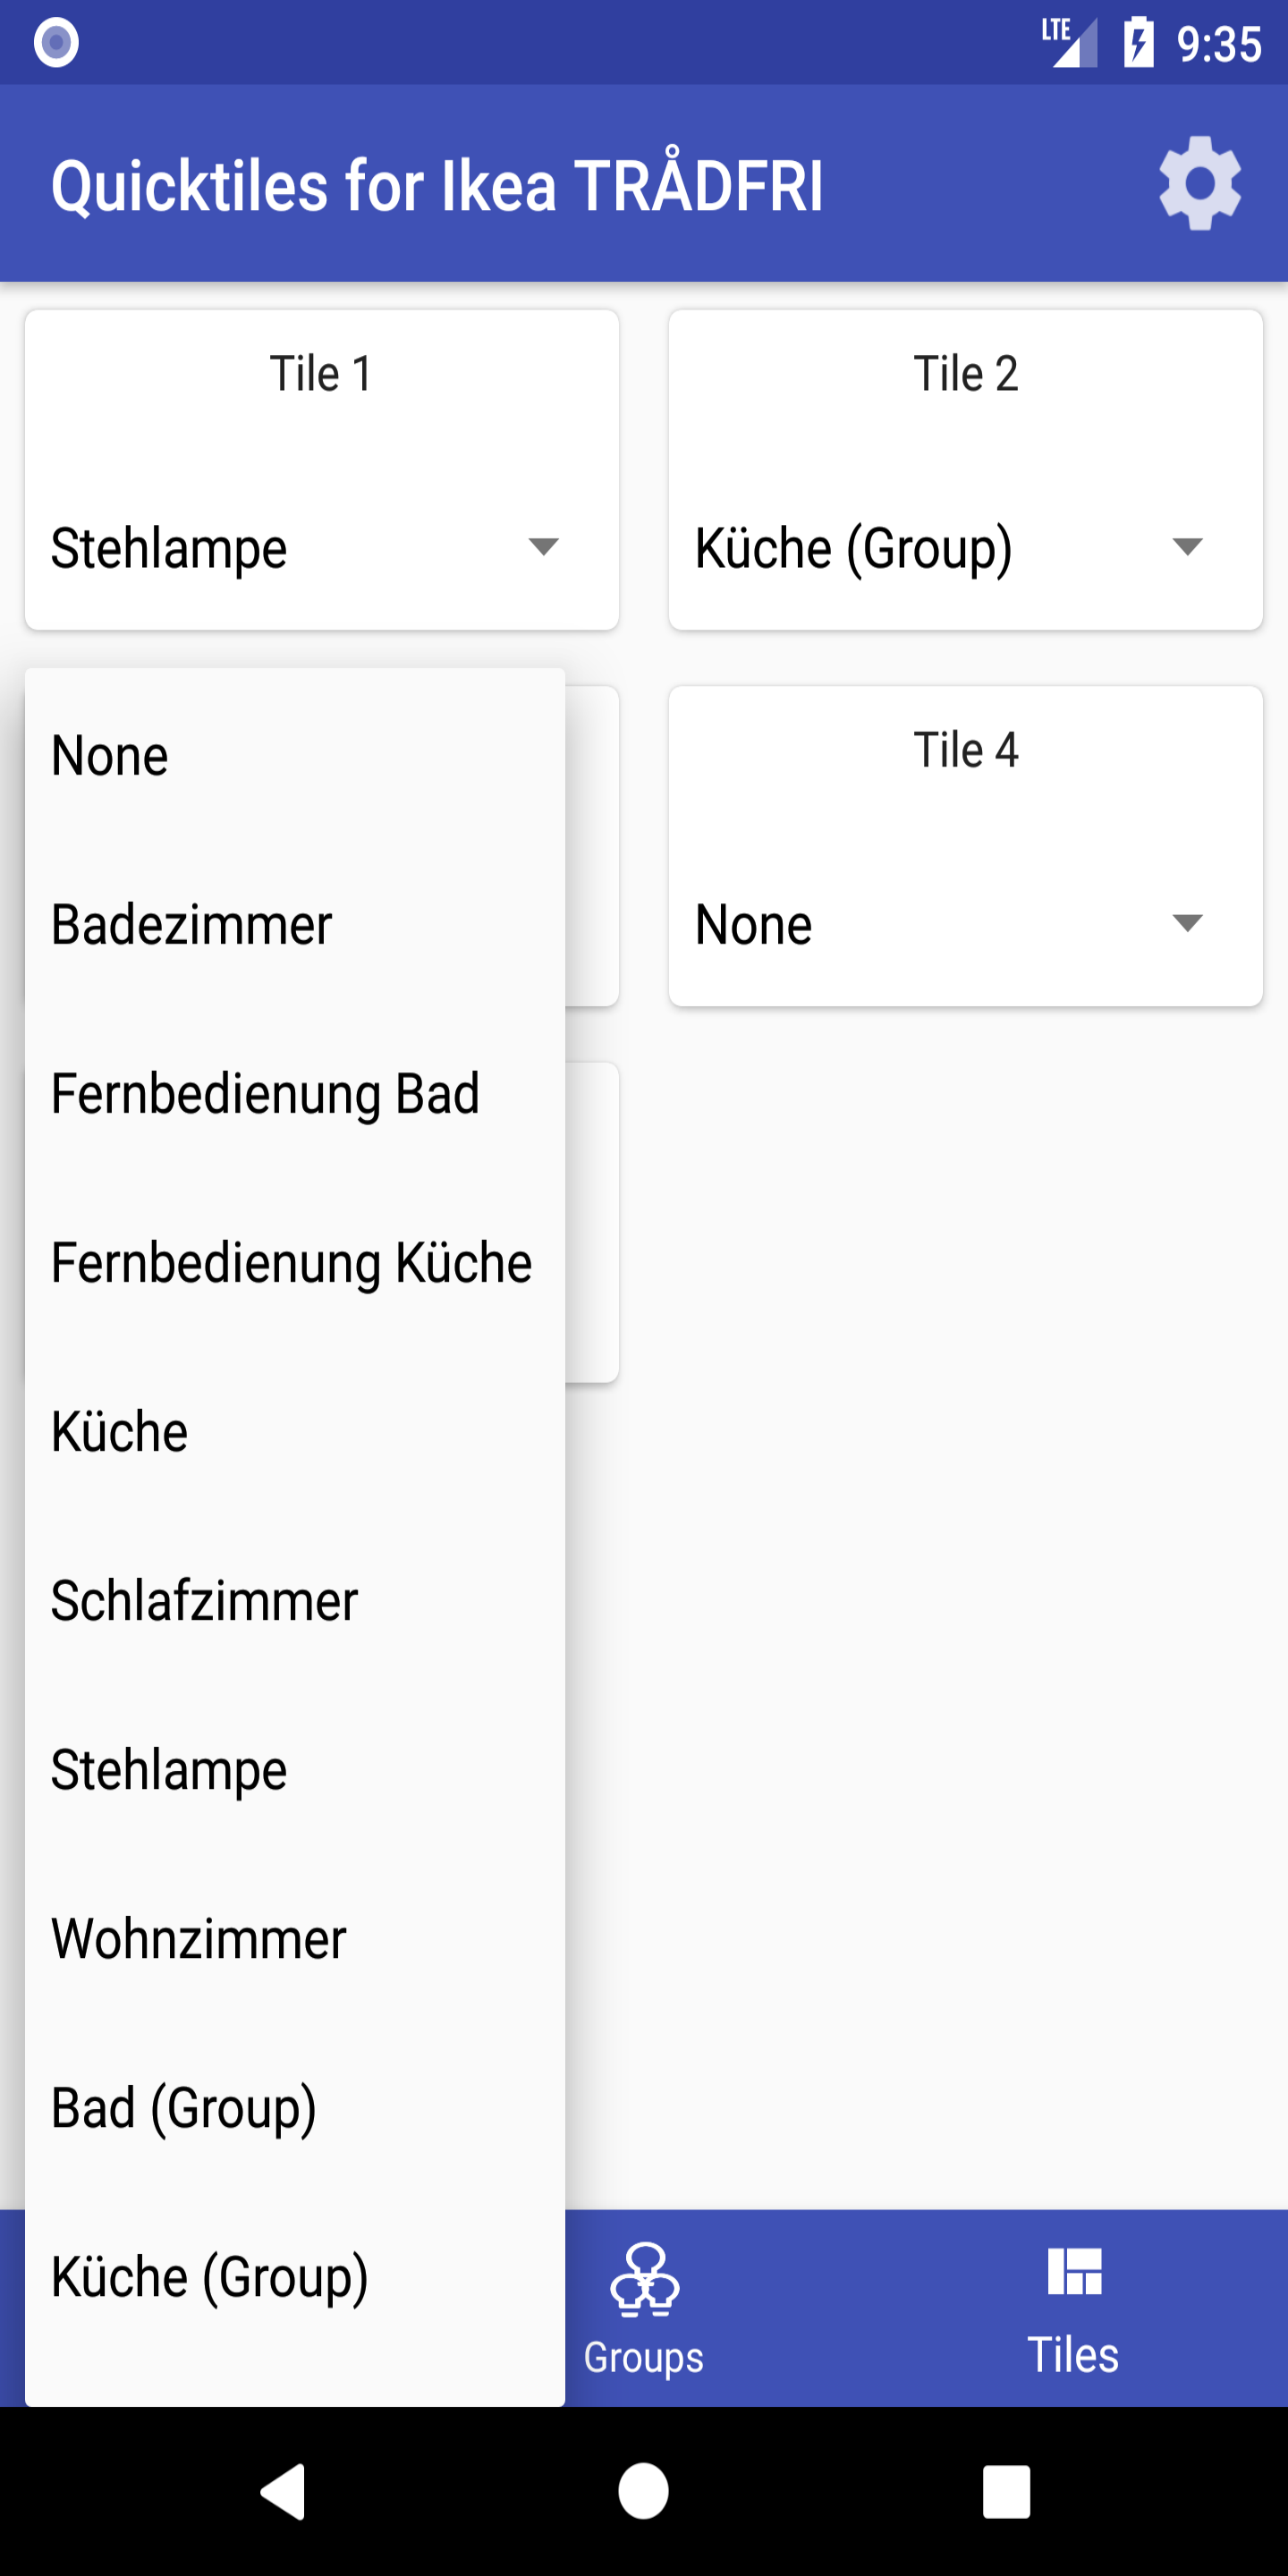 LTE 9:35
Quicktiles for Ikea TRÅDFRI
Tile 1
Stehlampe
Tile 2
Küche (Group)
None
Badezimmer
Fernbedienung Bad
Fernbedienung Küche
Küche
Schlafzimmer
Stehlampe
Wohnzimmer
Bad (Group)
Küche (Group)
Tile 4
None
Groups
Tiles